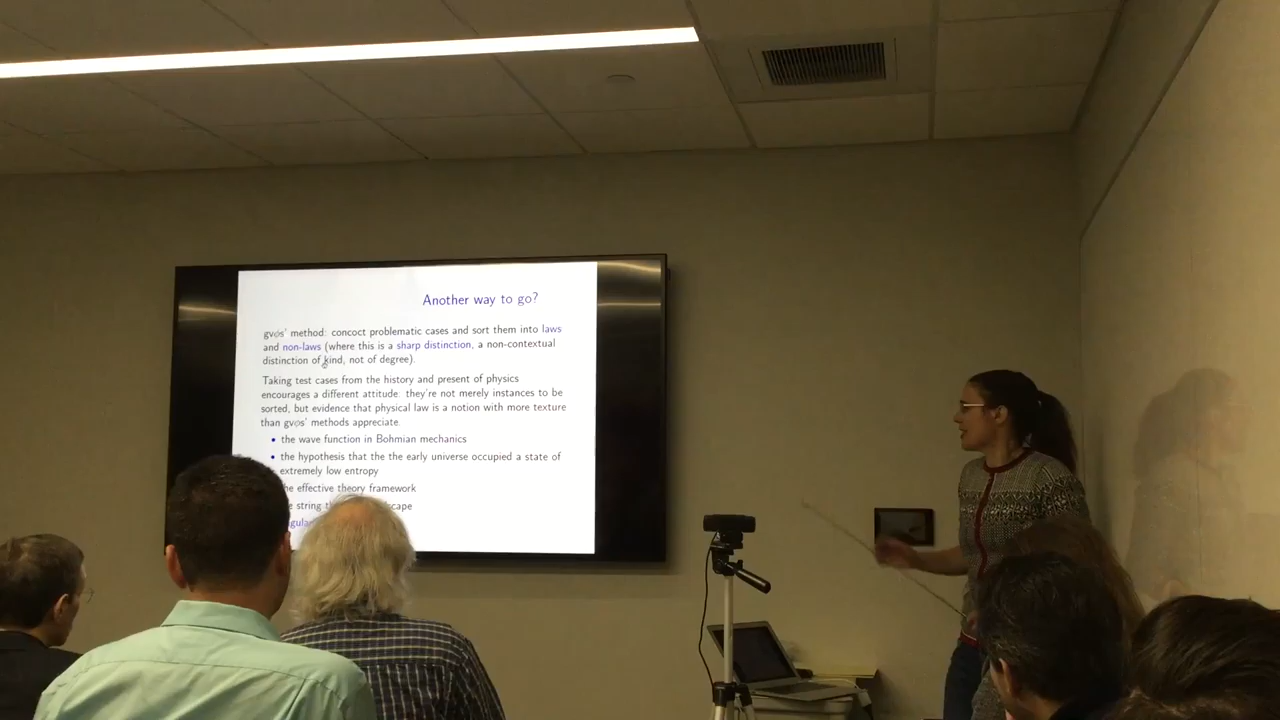 Another way to go?
gvφs' method: concoct problematic cases and sort them into laws
and non-laws (where this is a sharp distinction, a non-contextual
distinction of kind, not of degree).
Taking test cases from the history and present of physics
encourages a different attitude: they're not merely instances to be
sorted, but evidence that physical law is a notion with more texture
than gvφs' methods appreciate.
• the wave function in Bohmian mechanics
• the hypothesis that the the early universe occupied a state of
extremely low entropy
effective theory framework
string